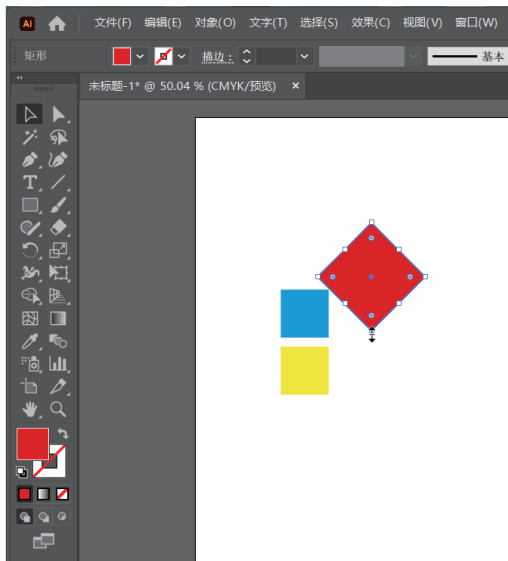 Ai 文件(F) 编辑(E) 对象(O) 文字(T) 选择(S) 效果(C) 视图(V) 窗口(W)
矩形 描边： 基本
未标题-1* @ 50.04 % (CMYK/预览) ×